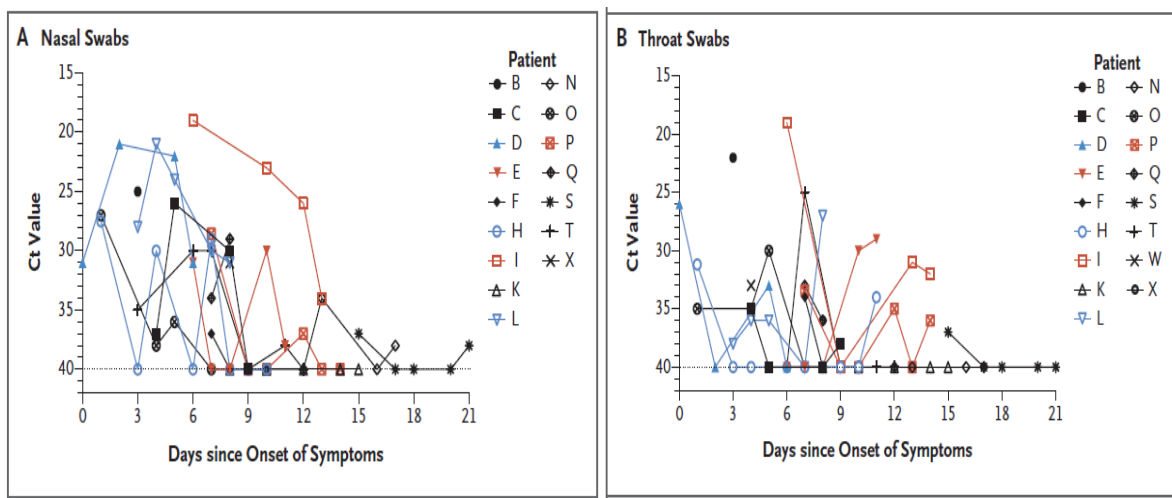 A Nasal Swabs
Patient
B N
C O
D P
E Q
F S
H T
I X
K
L
Ct Value
15
20
25
30
35
40
0 3 6 9 12 15 18 21
Days since Onset of Symptoms
B Throat Swabs
Patient
B N
C O
D P
E Q
F S
H T
I W
K X
L
Ct Value
15
20
25
30
35
40
0 3 6 9 12 15 18 21
Days since Onset of Symptoms